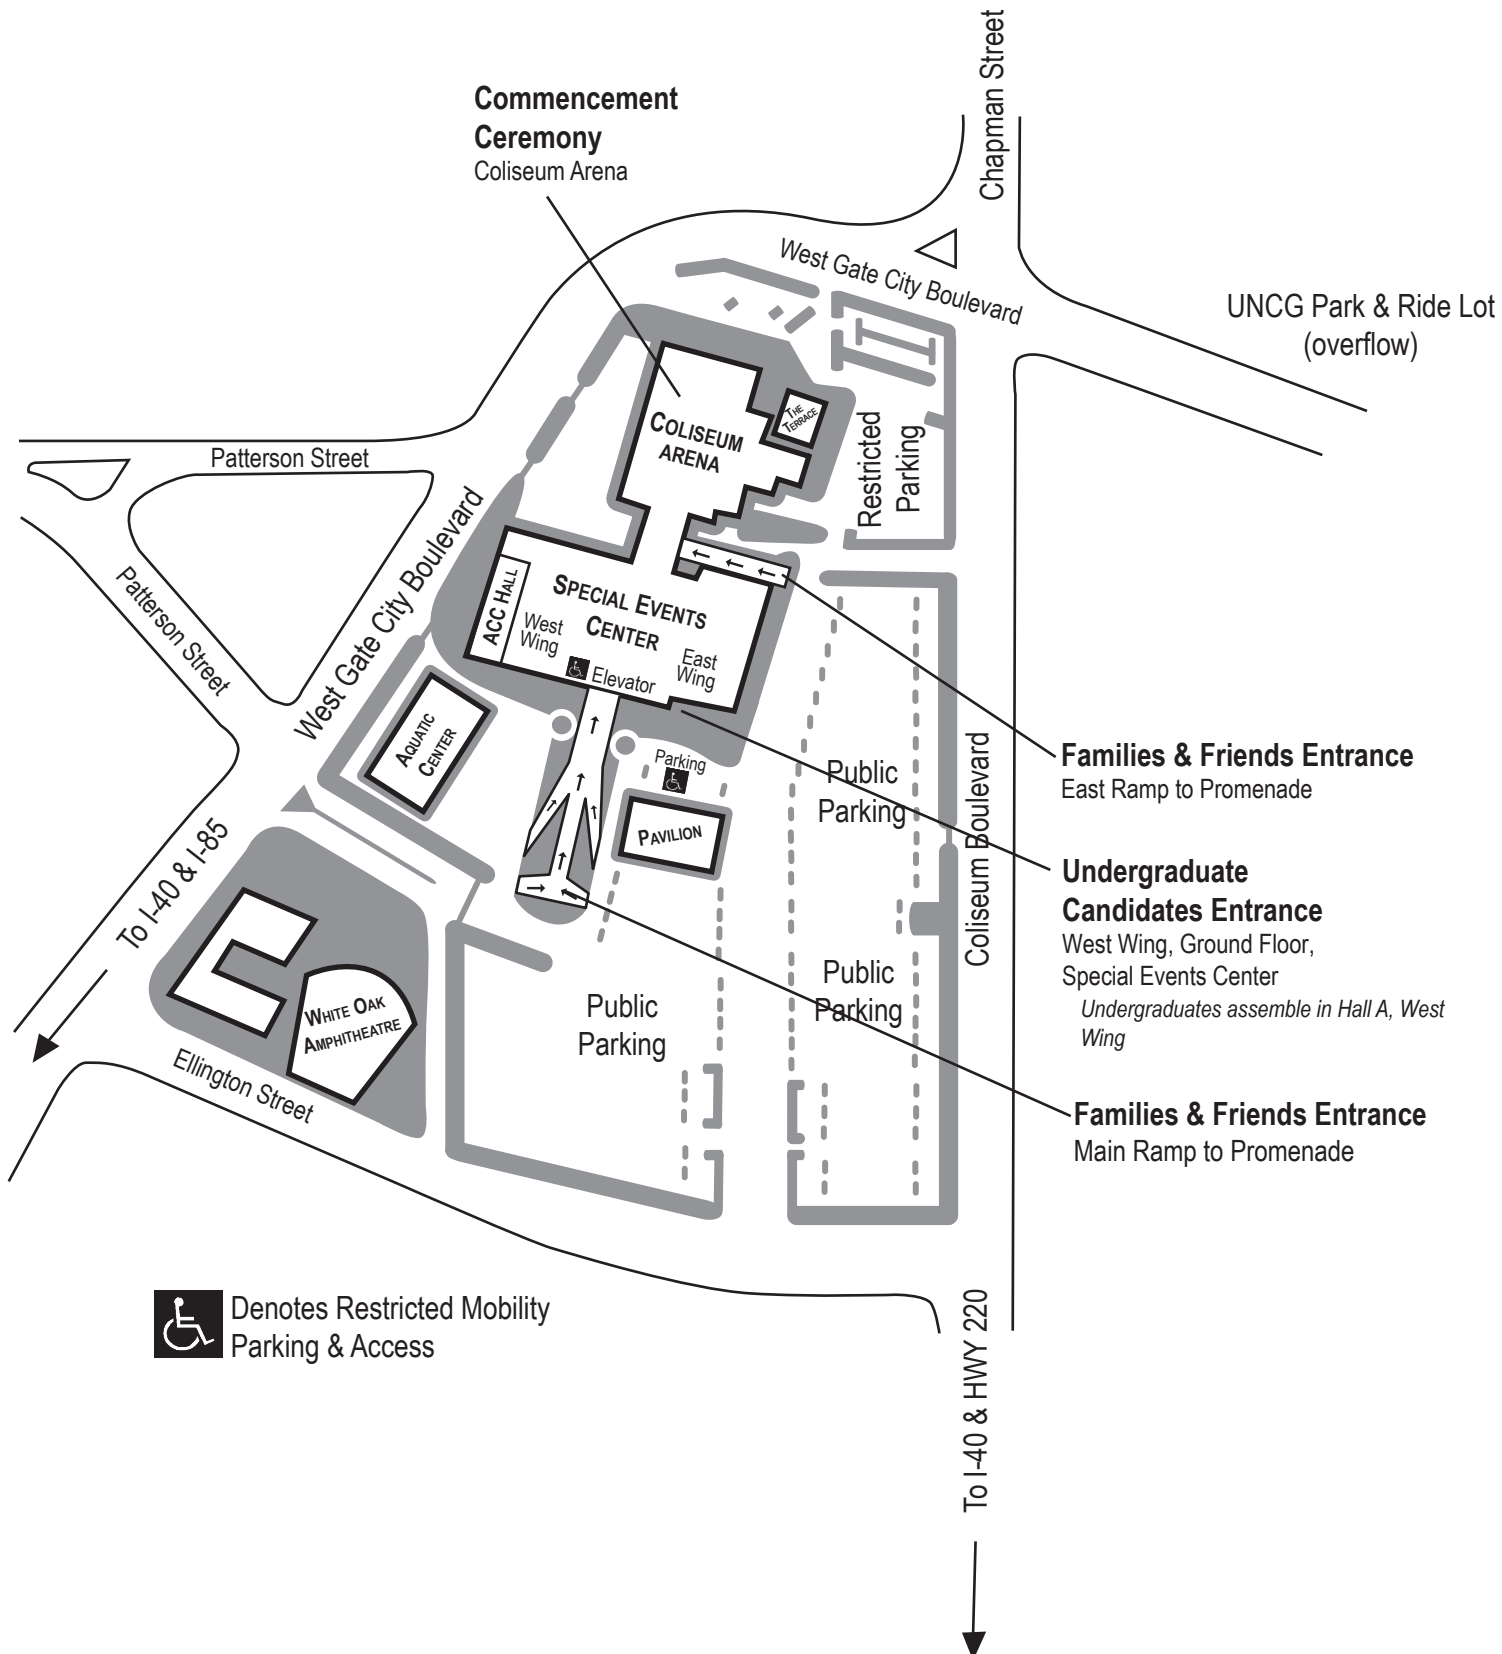 Chapman Street
Commencement
Ceremony
Coliseum Arena
West Gate City Boulevard
UNCG Park & Ride Lot
(overflow)
THE
TERRACE
COLISEUM
ARENA
Restricted
Parking
Patterson Street
West Gate City Boulevard
Patterson Street
ACC HALL
SPECIAL EVENTS
CENTER
West
Wing
East
Wing
Elevator
AQUATIC
CENTER
Parking
PAVILION
Public
Parking
Coliseum Boulevard
Families & Friends Entrance
East Ramp to Promenade
Undergraduate
Candidates Entrance
West Wing, Ground Floor,
Special Events Center
Undergraduates assemble in Hall A, West
Wing
To I-40 & I-85
WHITE OAK
AMPHITHEATRE
Public
Parking
Public
Parking
Ellington Street
Families & Friends Entrance
Main Ramp to Promenade
Denotes Restricted Mobility
Parking & Access
To I-40 & HWY 220